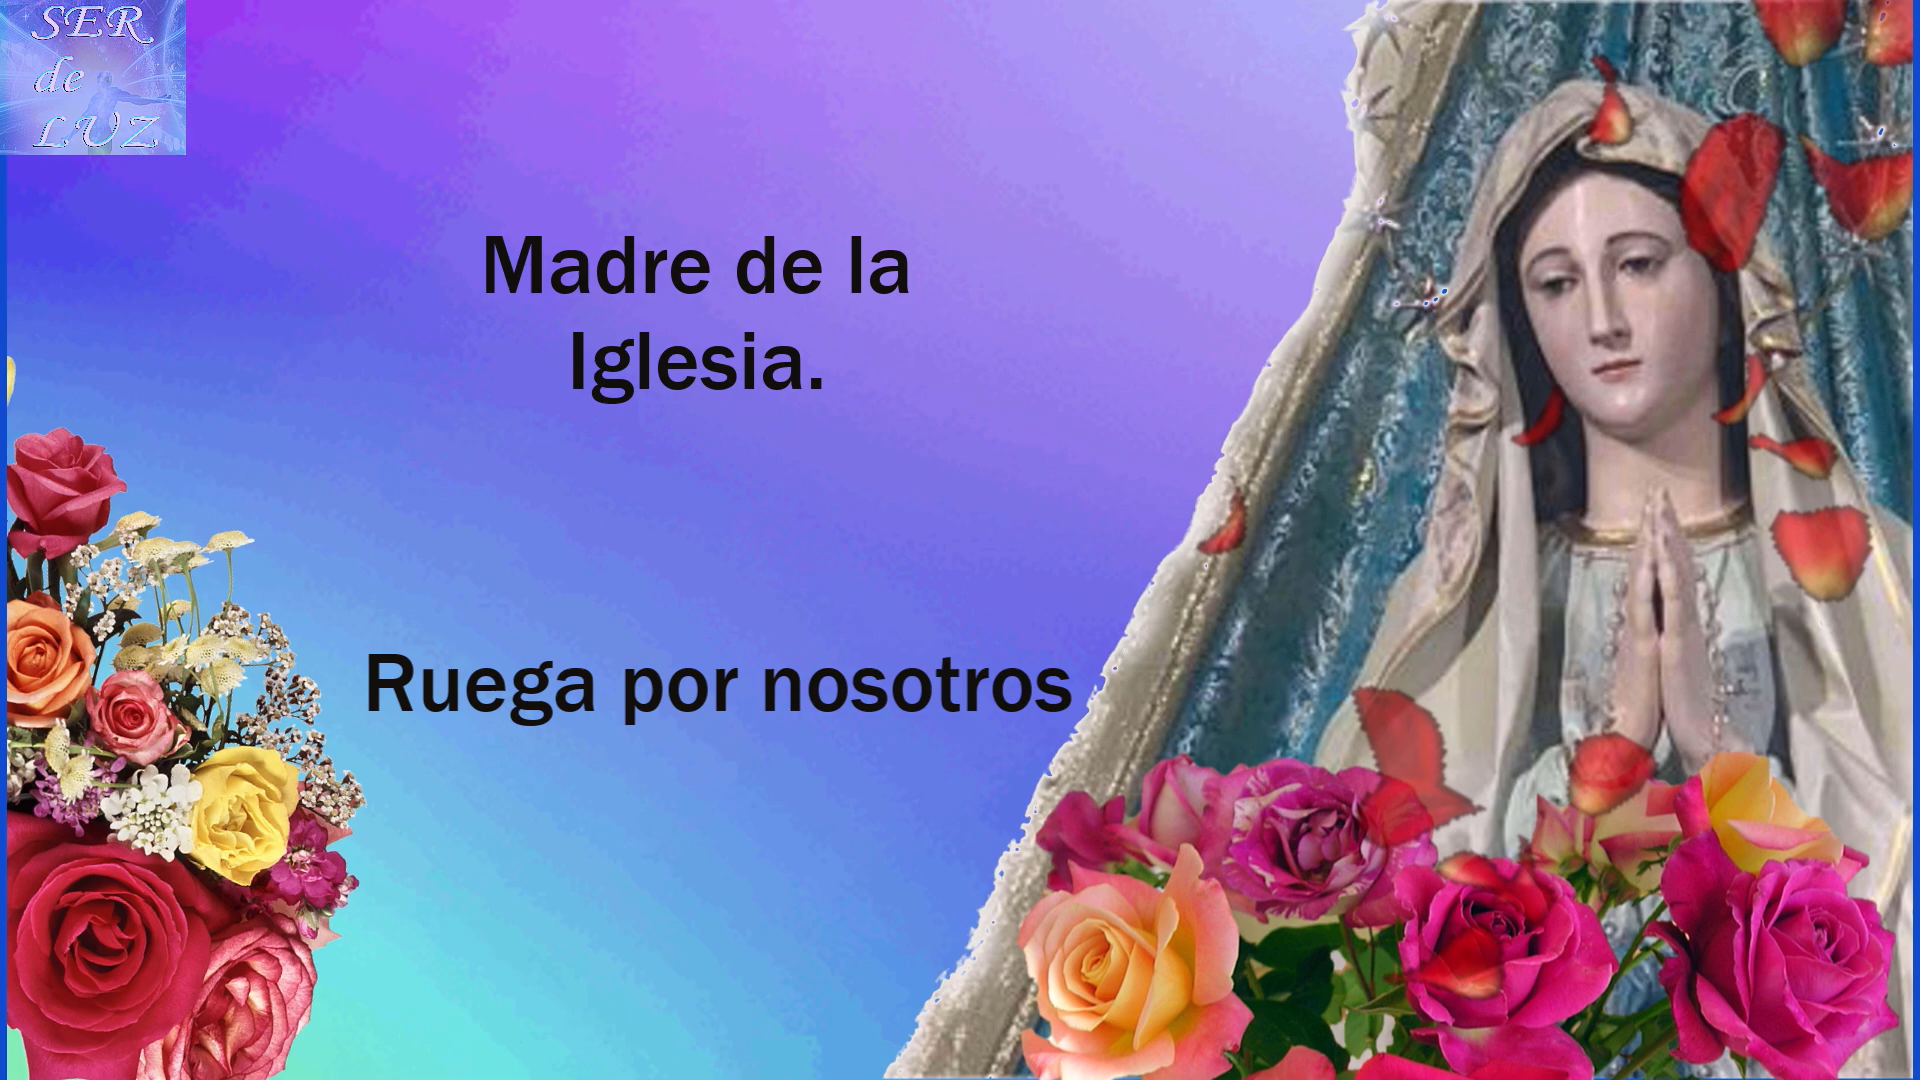 SER
de
LUZ
Madre de la
Iglesia.
Ruega por nosotros